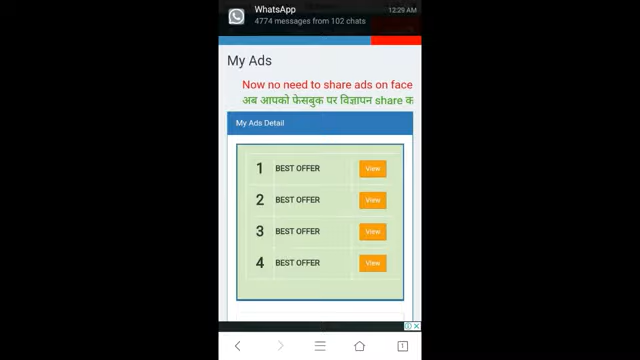 WhatsApp
12:29 AM
4774 messages from 102 chats
My Ads
Now no need to share ads on face
अब आपको फेसबुक पर विज्ञापन share क
My Ads Detail
1 BEST OFFER View
2 BEST OFFER View
3 BEST OFFER View
4 BEST OFFER View
1